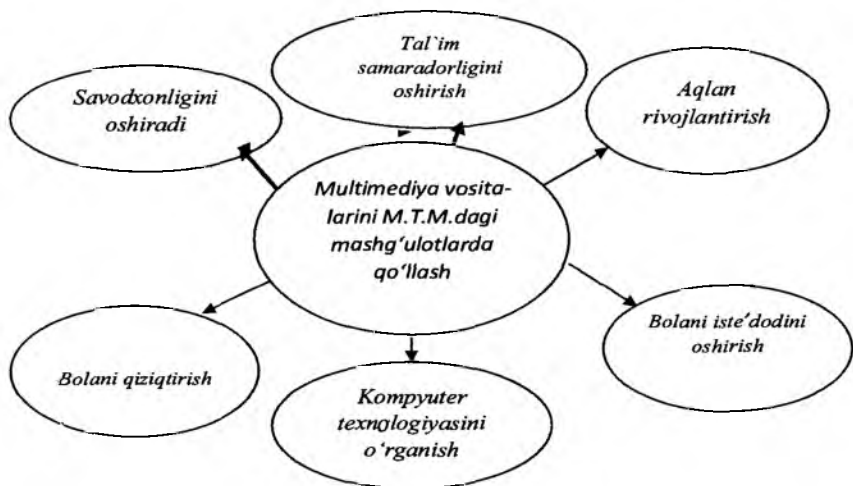 Tal`im
samaradorligini
oshirish
Savodxonligini
oshiradi
Aqlan
rivojlantirish
Multimediya vosita-
larini M.T.M.dagi
mashg‘ulotlarda
qo‘llash
Bolani qiziqtirish
Bolani iste’dodini
oshirish
Kompyuter
texnologiyasini
o‘rganish